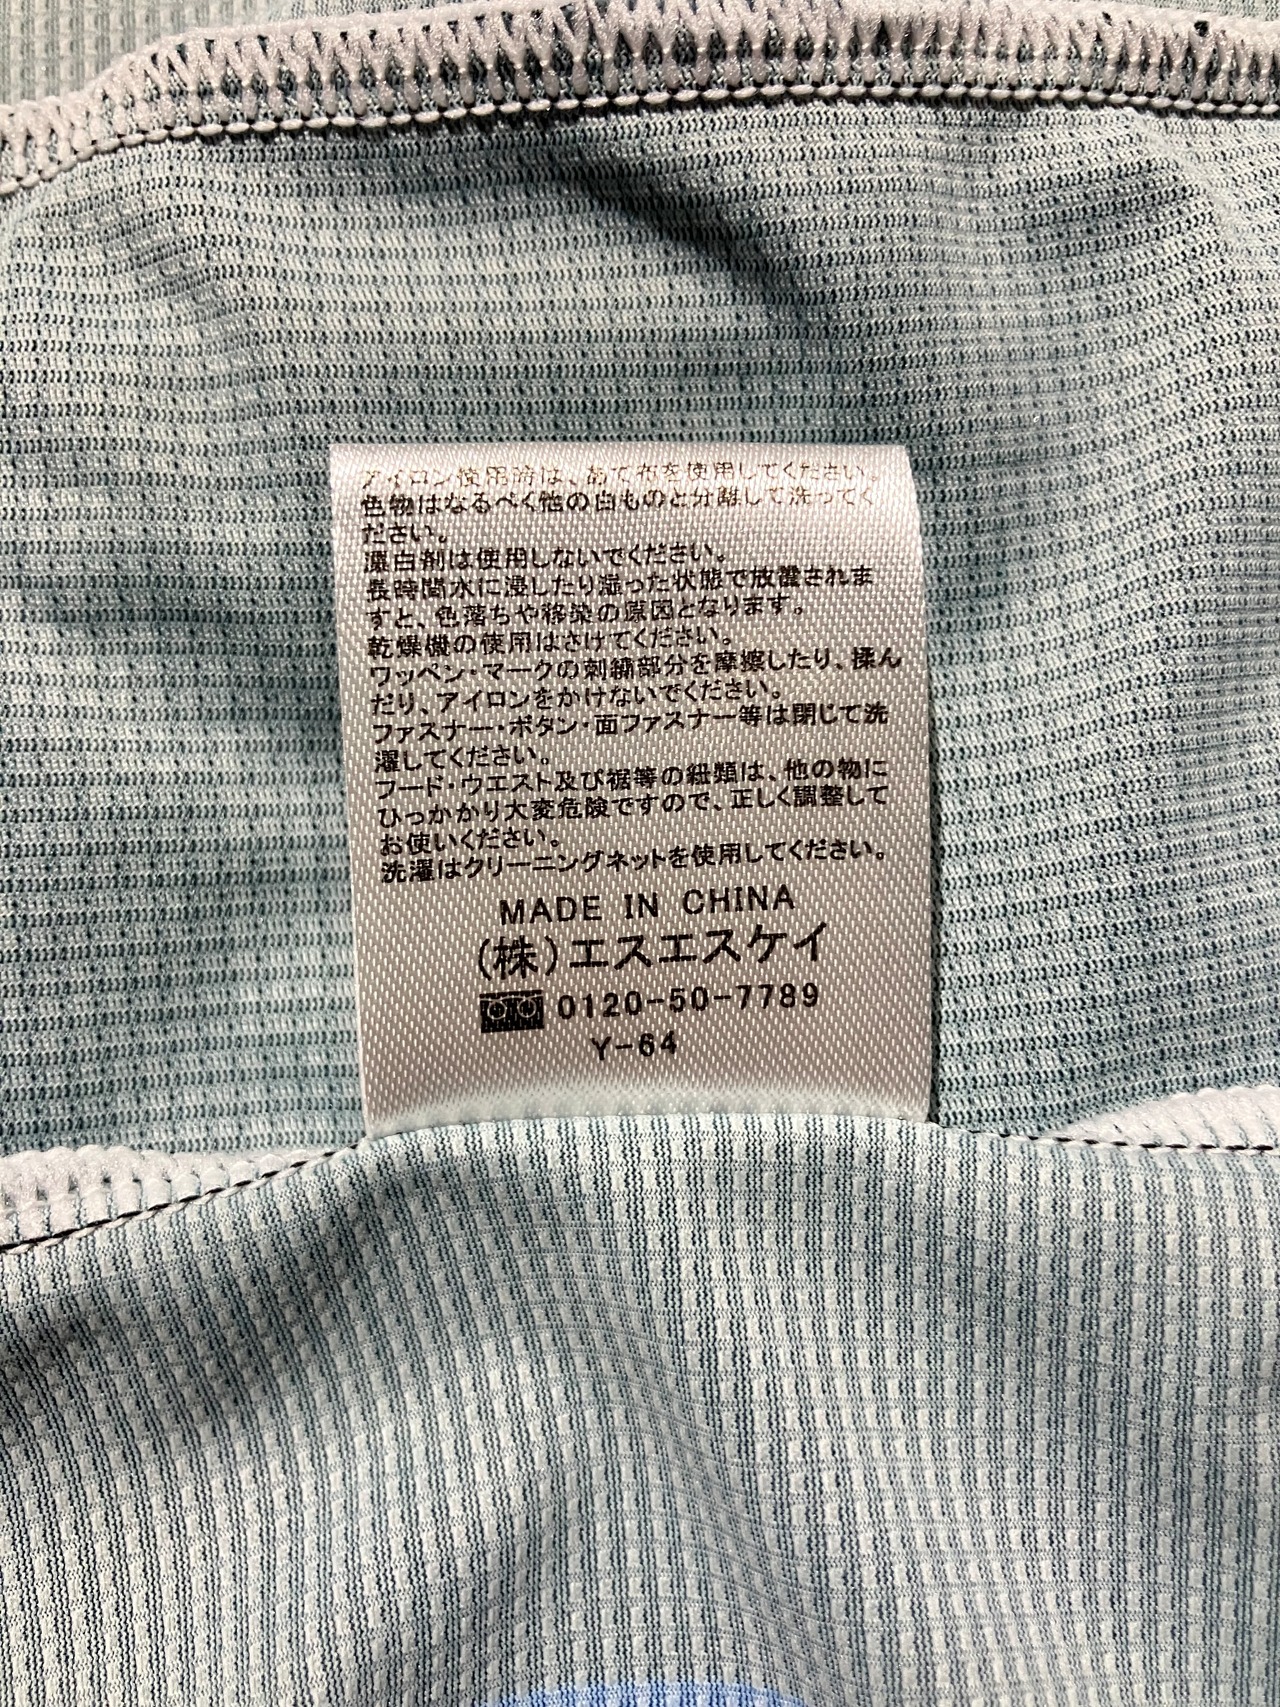 アイロン使用時は、あて布を使用してください。
色物はなるべく他の白ものと分離して洗ってく
ださい。
漂白剤は使用しないでください。
長時間水に浸したり湿った状態で放置されま
すと、色落ちや移染の原因となります。
乾燥機の使用はさけてください。
ワッペン・マークの刺繍部分を摩擦したり、揉ん
だり、アイロンをかけないでください。
ファスナー・ボタン・面ファスナー等は閉じて洗
濯してください。
フード・ウエスト及び裾等の紐類は、他の物に
ひっかかり大変危険ですので、正しく調整して
お使いください。
洗濯はクリーニングネットを使用してください。
MADE IN CHINA
(株)エスエスケイ
0120-50-7789
Y-64